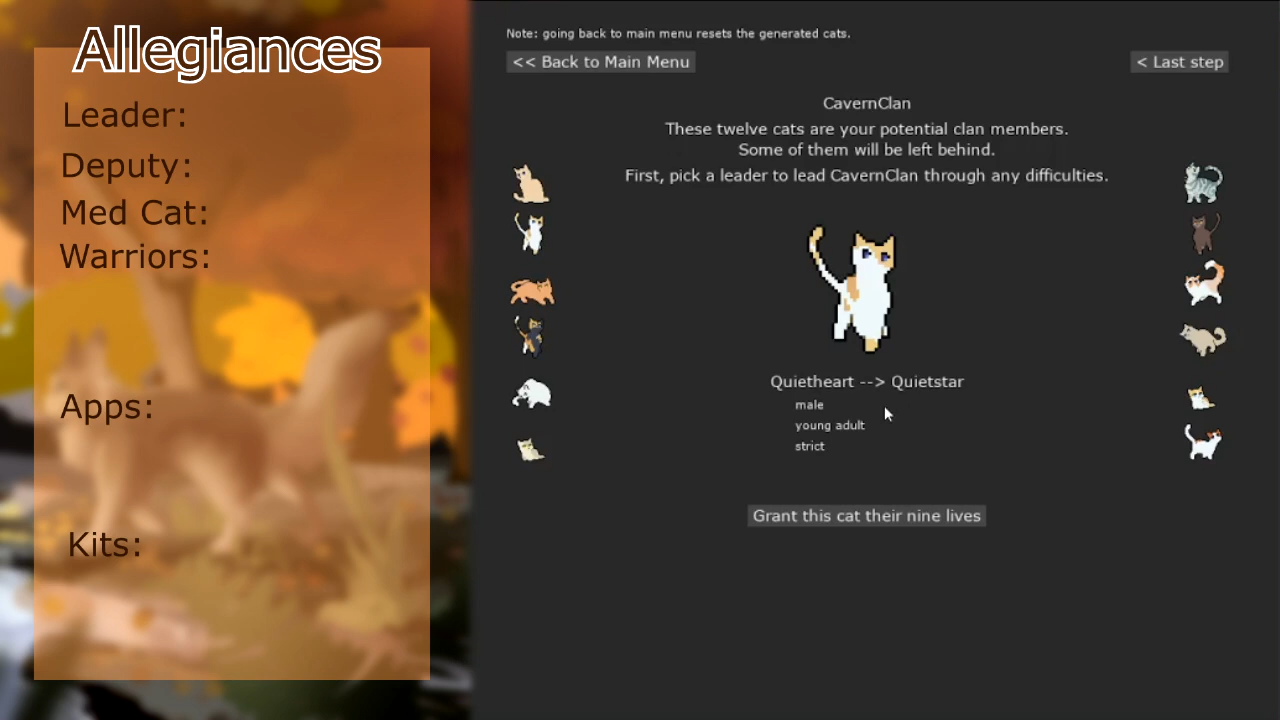 Allegiances
Leader:
Deputy:
Med Cat:
Warriors:
Apps:
Kits:
Note: going back to main menu resets the generated cats.
<< Back to Main Menu
< Last step
CavernClan
These twelve cats are your potential clan members.
Some of them will be left behind.
First, pick a leader to lead CavernClan through any difficulties.
Quietheart --> Quietstar
male
young adult
strict
Grant this cat their nine lives